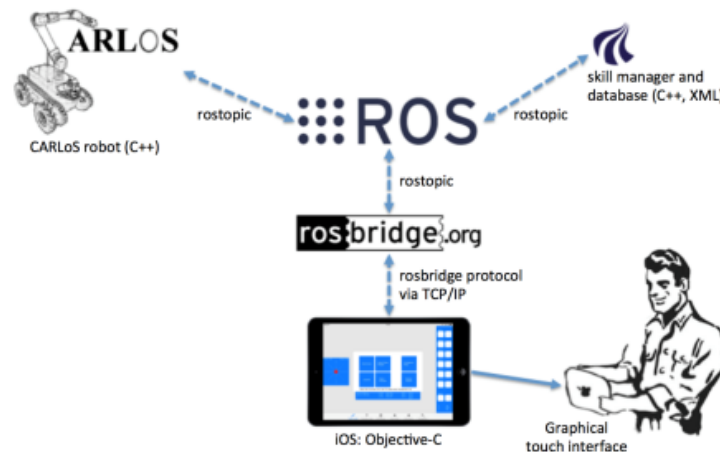 ARLOS
CARLoS robot (C++)
rostopic
ROS
rostopic
skill manager and
database (C++, XML)
rostopic
rosbridge.org
rosbridge protocol
via TCP/IP
iOS: Objective-C
Graphical
touch interface